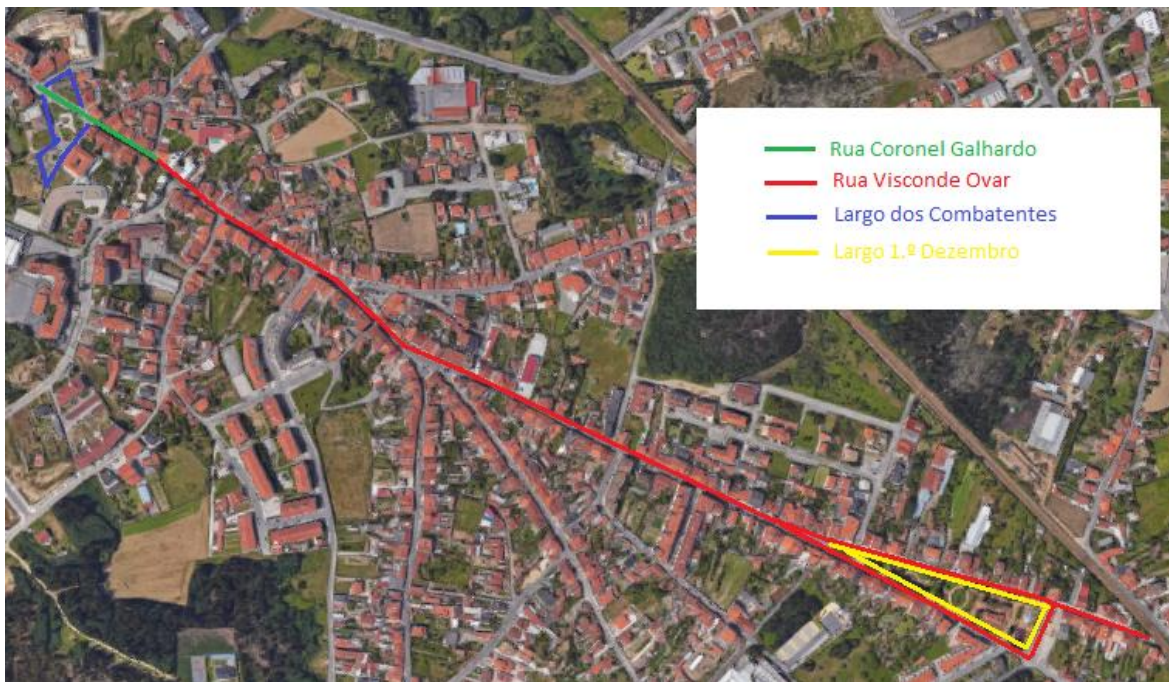 Rua Coronel Galhardo
Rua Visconde Ovar
Largo dos Combatentes
Largo 1.º Dezembro